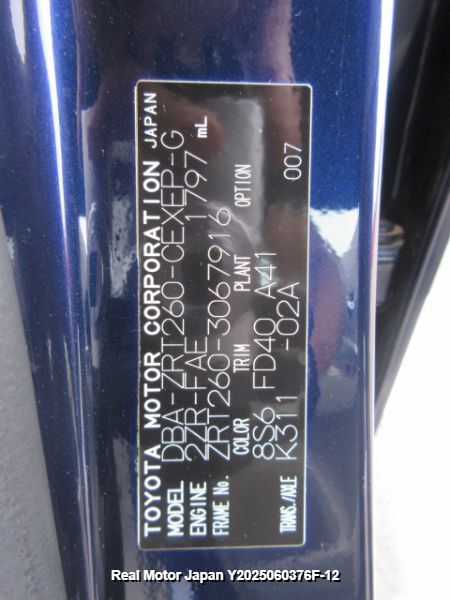 TOYOTA MOTOR CORPORATION JAPAN
MODEL DBA-ZRT260-CEXEP-G
ENGINE 2ZR-FAE 1797 mL
FRAME No. ZRT260-3067916
COLOR TRIM PLANT OPTION
8S6 FD40 A41
TRANS./AXLE K311 -02A 007
Real Motor Japan Y2025060376F-12